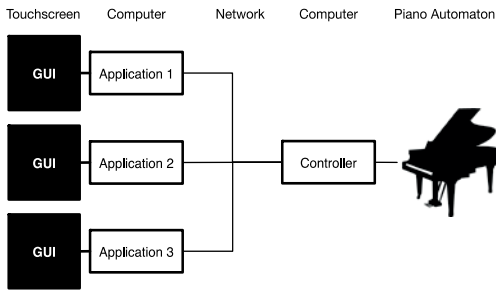 Touchscreen Computer Network Computer Piano Automaton
GUI Application 1
GUI Application 2 Controller
GUI Application 3